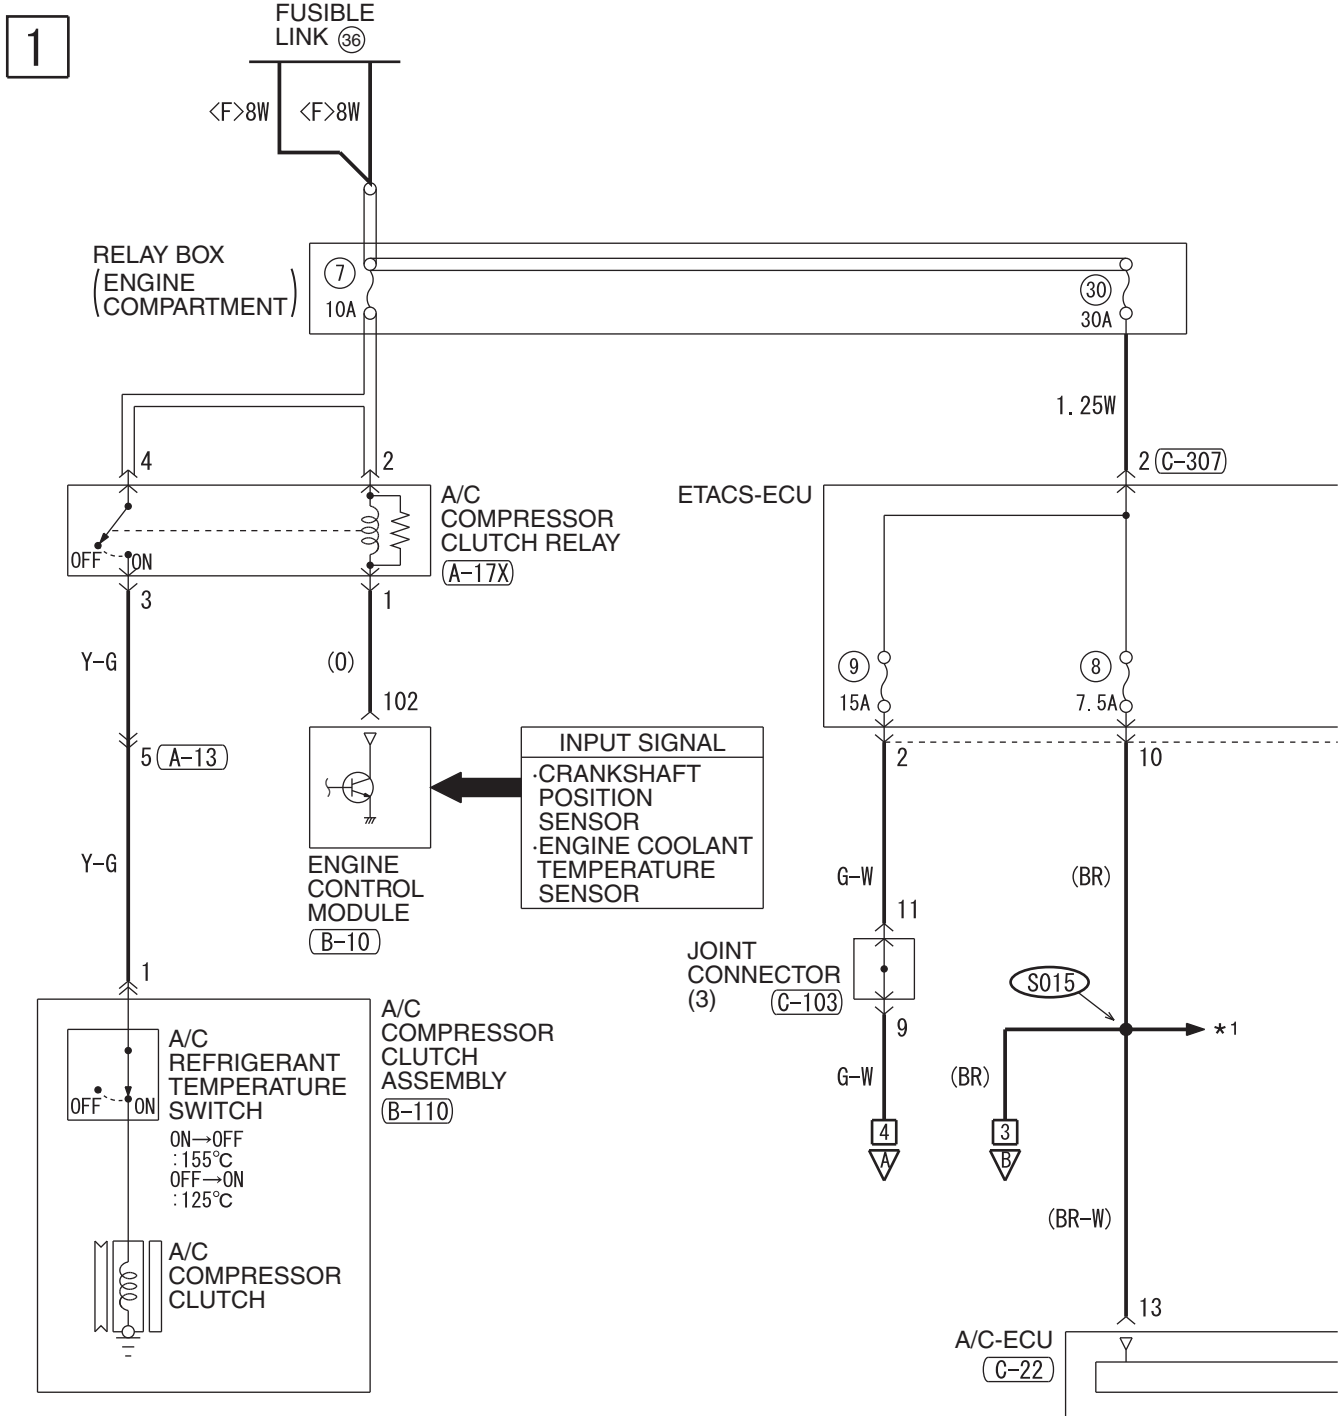 1
FUSIBLE
LINK 36
<F>8W <F>8W
RELAY BOX
(ENGINE
COMPARTMENT)
7
10A
30
30A
1.25W
4
2
2 C-307
ETACS-ECU
A/C
COMPRESSOR
CLUTCH RELAY
A-17X
OFF ON
3
1
Y-G
(O)
9
15A
8
7.5A
102
5 A-13
INPUT SIGNAL
·CRANKSHAFT
POSITION
SENSOR
·ENGINE COOLANT
TEMPERATURE
SENSOR
2
10
Y-G
ENGINE
CONTROL
MODULE
B-10
G-W
(BR)
11
JOINT
CONNECTOR
(3) C-103
9
S015
*1
1
A/C
COMPRESSOR
CLUTCH
ASSEMBLY
B-110
A/C
REFRIGERANT
TEMPERATURE
SWITCH
OFF ON
ON→OFF
:155℃
OFF→ON
:125℃
G-W
(BR)
4
A
3
B
(BR-W)
A/C
COMPRESSOR
CLUTCH
13
A/C-ECU
C-22